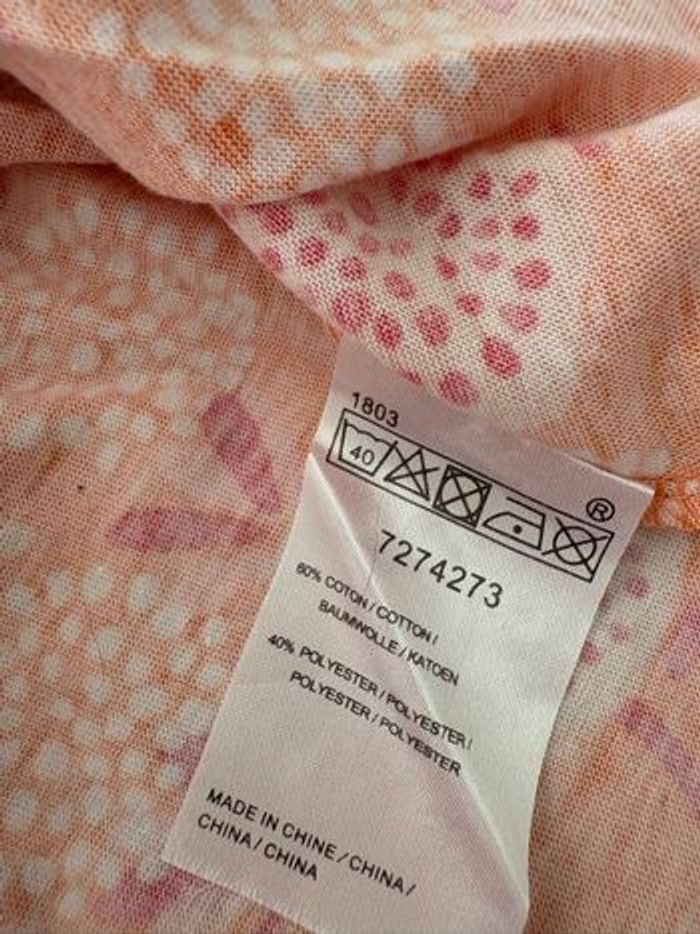 1803
40
®
7274273
60% COTON / COTTON /
BAUMWOLLE / KATOEN
40% POLYESTER / POLYESTER /
POLYESTER / POLYESTER
MADE IN CHINE / CHINA /
CHINA / CHINA